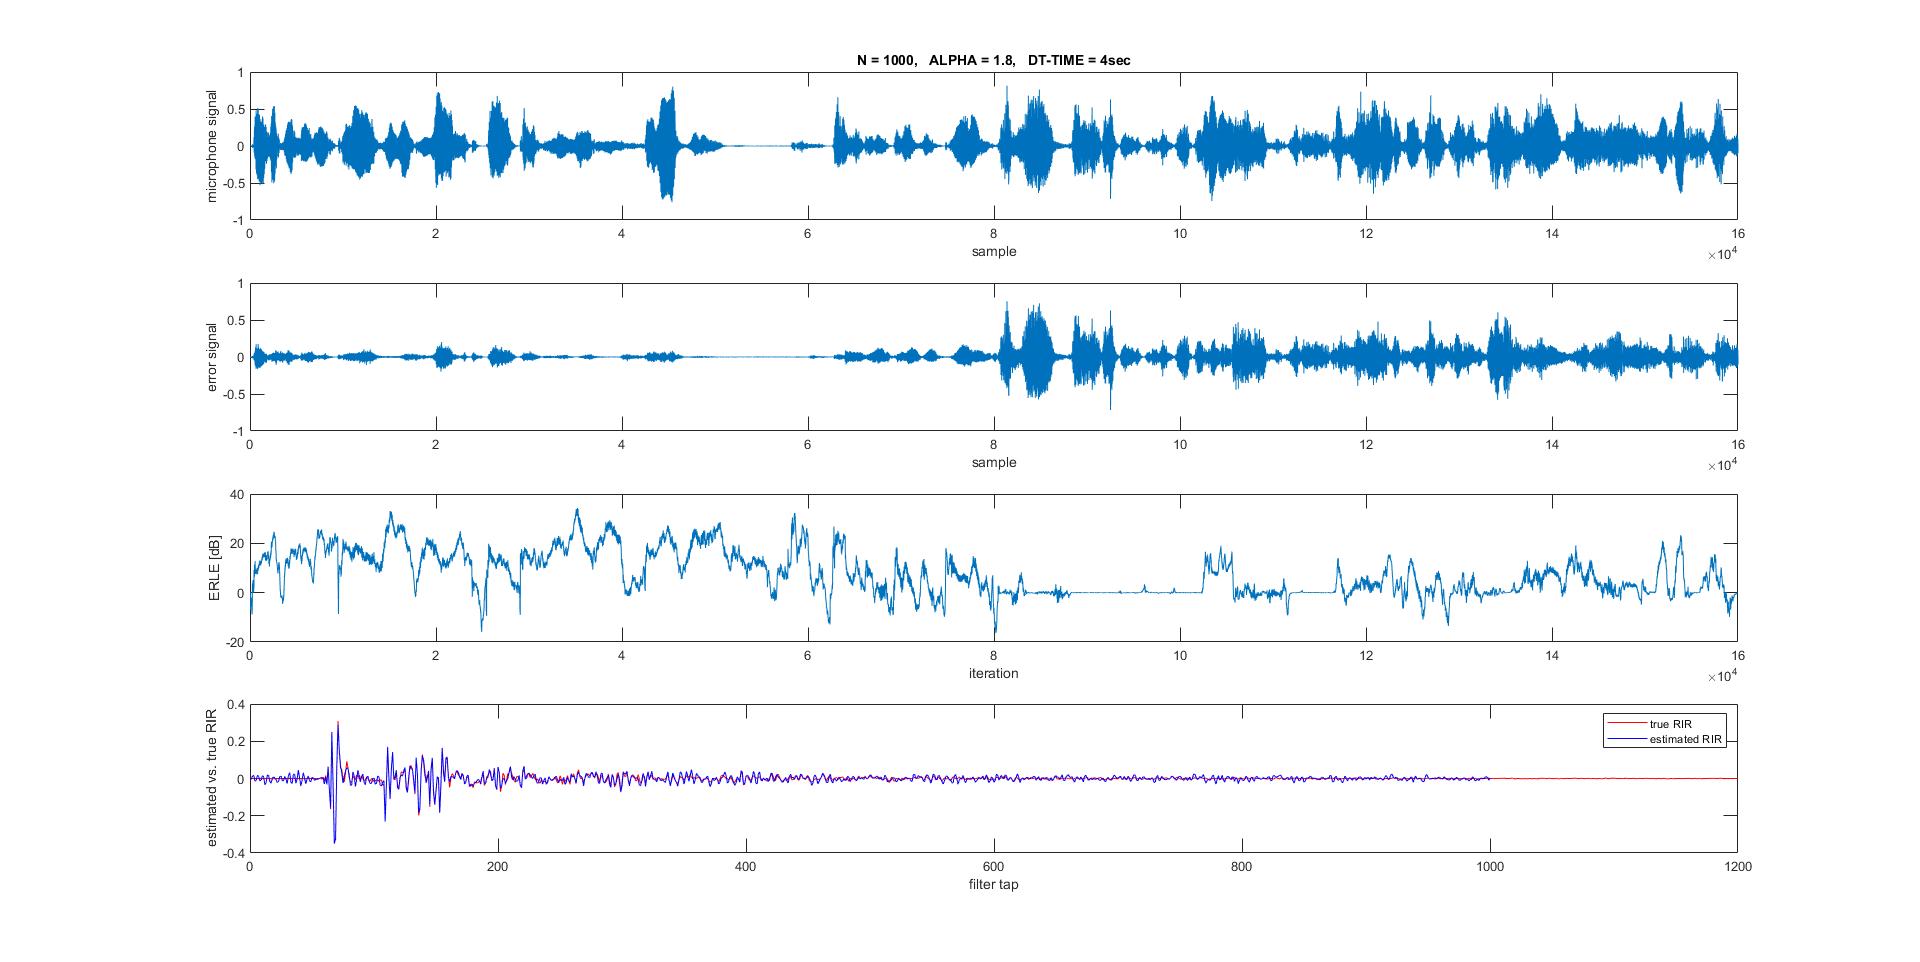 N = 1000, ALPHA = 1.8, DT-TIME = 4sec
microphone signal
1
0.5
0
-0.5
-1
0 2 4 6 8 10 12 14 16
sample
×10^4
error signal
1
0.5
0
-0.5
-1
0 2 4 6 8 10 12 14 16
sample
×10^4
ERLE [dB]
40
20
0
-20
0 2 4 6 8 10 12 14 16
iteration
×10^4
estimated vs. true RIR
0.4
0.2
0
-0.2
-0.4
true RIR
estimated RIR
0 200 400 600 800 1000 1200
filter tap